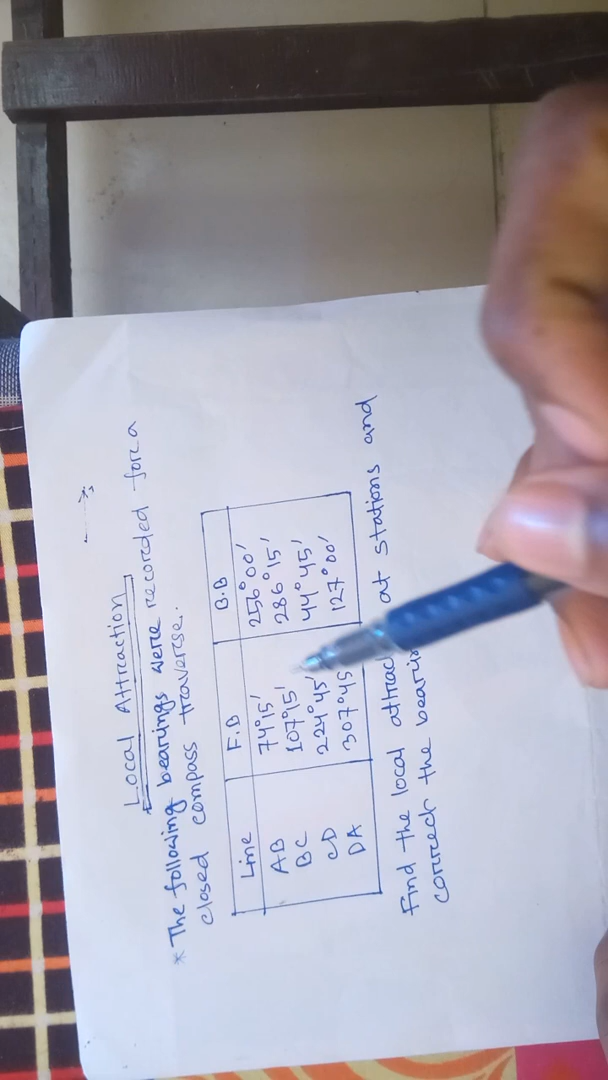 Local Attraction
* The following bearings were recorded for a
closed compass traverse.
Line F.B B.B
AB 74°15' 256°00'
BC 107°15' 286°15'
CD 224°45' 44°45'
DA 307°45 127°00'
Find the local at stations and
correct the